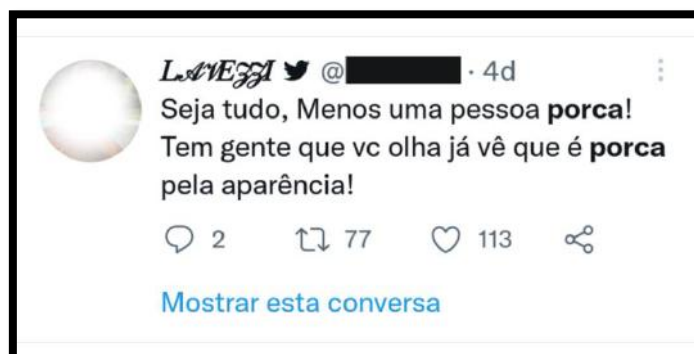 LAVEZZI @ · 4d
Seja tudo, Menos uma pessoa porca!
Tem gente que vc olha já vê que é porca
pela aparência!
2 77 113
Mostrar esta conversa